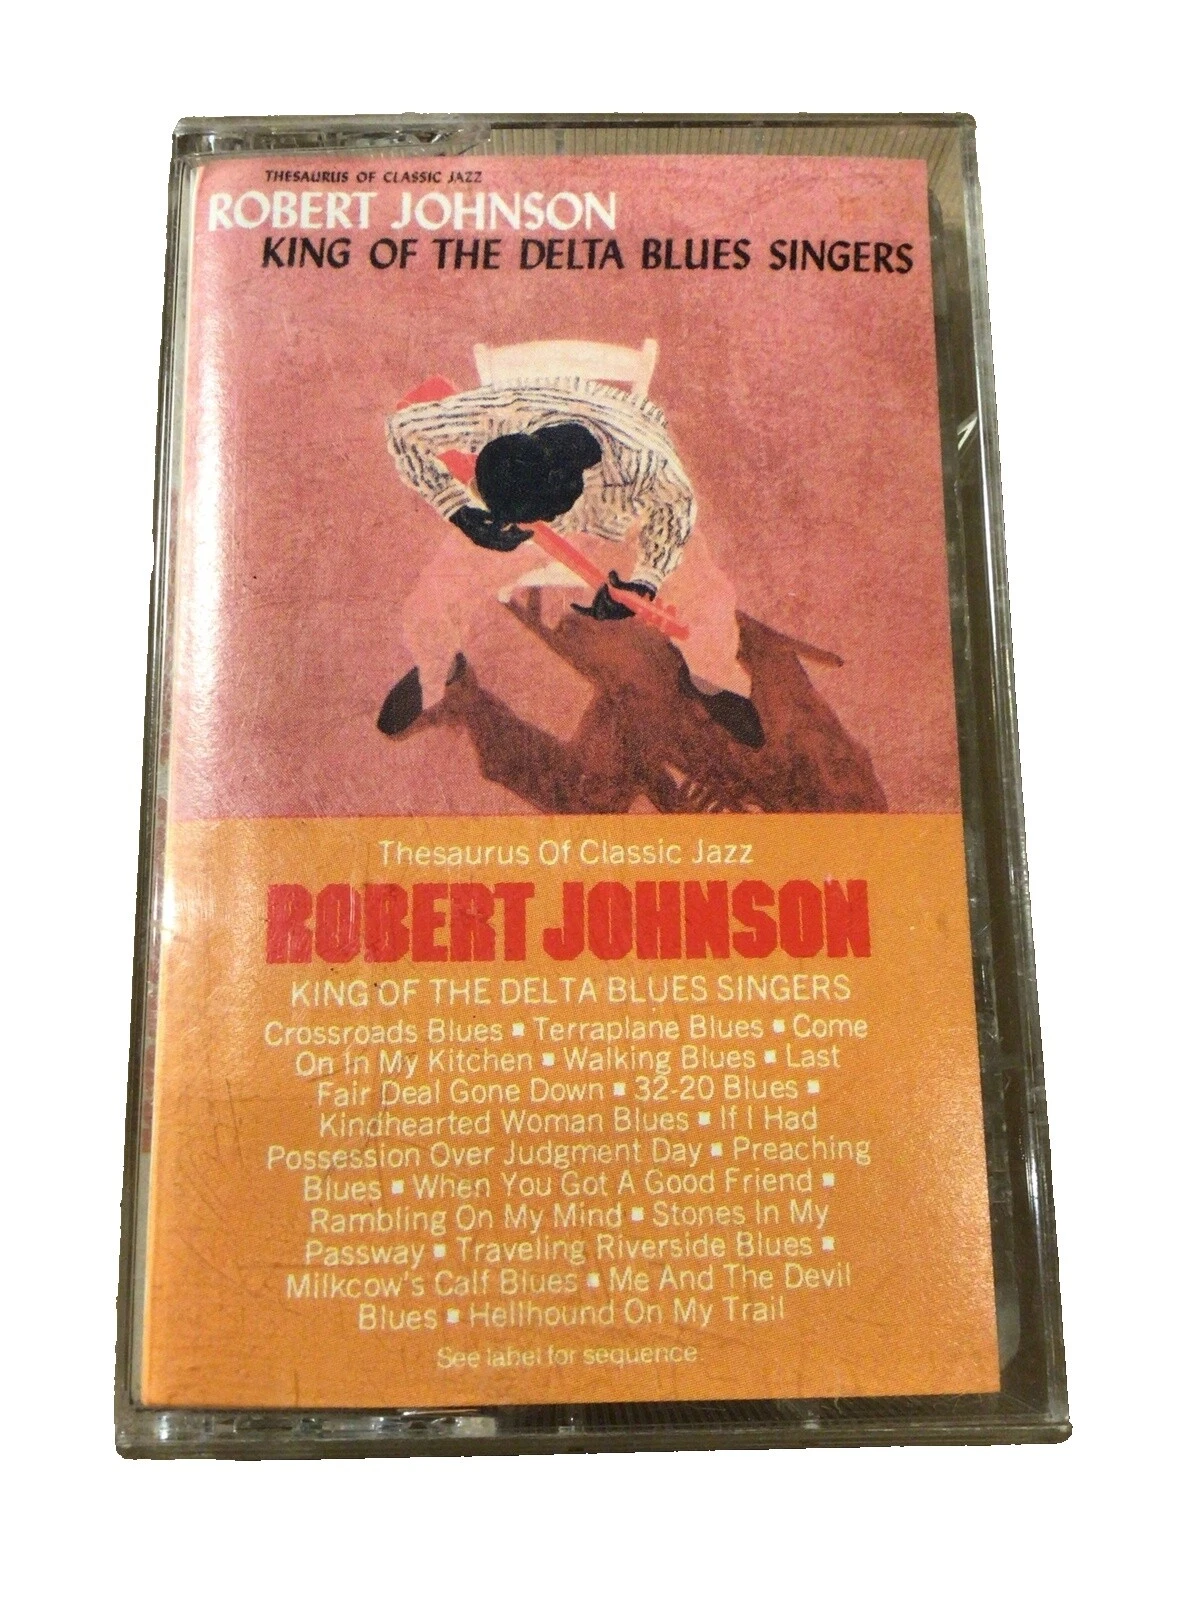 THESAURUS OF CLASSIC JAZZ
ROBERT JOHNSON
KING OF THE DELTA BLUES SINGERS
Thesaurus Of Classic Jazz
ROBERT JOHNSON
KING OF THE DELTA BLUES SINGERS
Crossroads Blues ▪ Terraplane Blues ▪ Come
On In My Kitchen ▪ Walking Blues ▪ Last
Fair Deal Gone Down ▪ 32-20 Blues ▪
Kindhearted Woman Blues ▪ If I Had
Possession Over Judgment Day ▪ Preaching
Blues ▪ When You Got A Good Friend ▪
Rambling On My Mind ▪ Stones In My
Passway ▪ Traveling Riverside Blues ▪
Milkcow's Calf Blues ▪ Me And The Devil
Blues ▪ Hellhound On My Trail
See label for sequence.